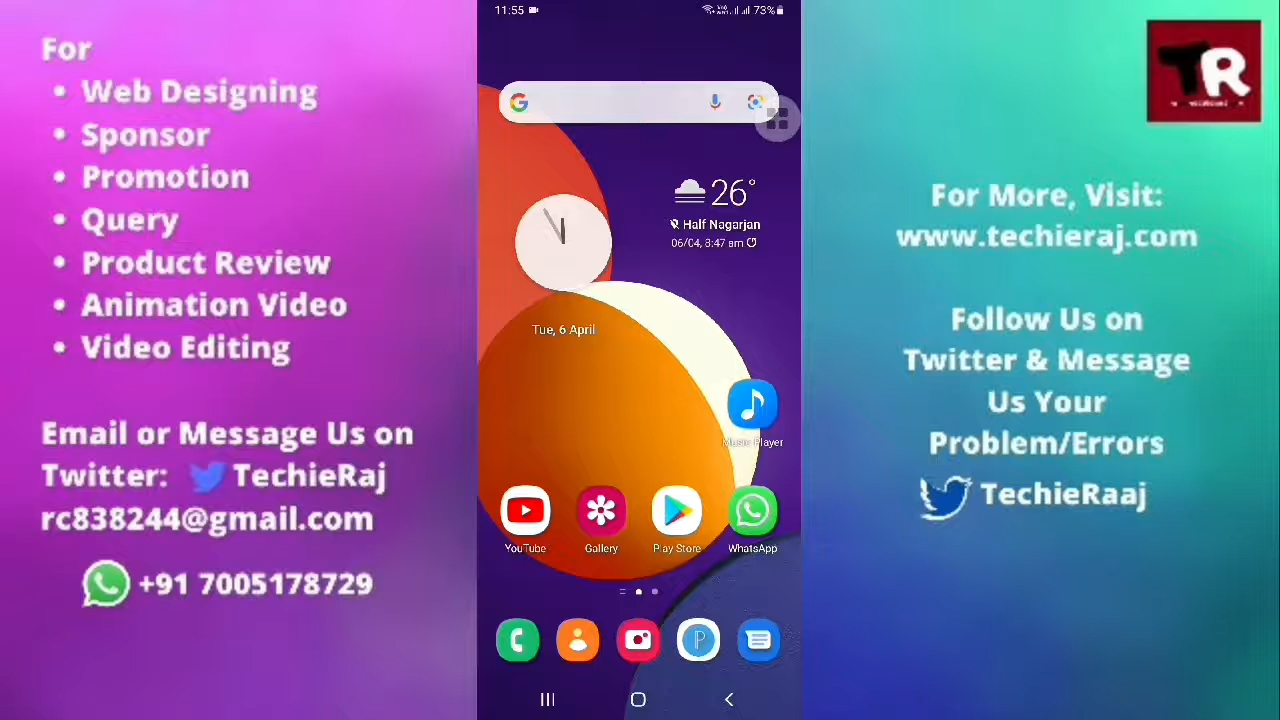 For
• Web Designing
• Sponsor
• Promotion
• Query
• Product Review
• Animation Video
• Video Editing
Email or Message Us on
Twitter: TechieRaj
rc838244@gmail.com
+91 7005178729
11:55
73%
26°
Half Nagarjan
06/04, 8:47 am
Tue, 6 April
Music Player
YouTube
Gallery
Play Store
WhatsApp
TR
For More, Visit:
www.techieraj.com
Follow Us on
Twitter & Message
Us Your
Problem/Errors
TechieRaaj